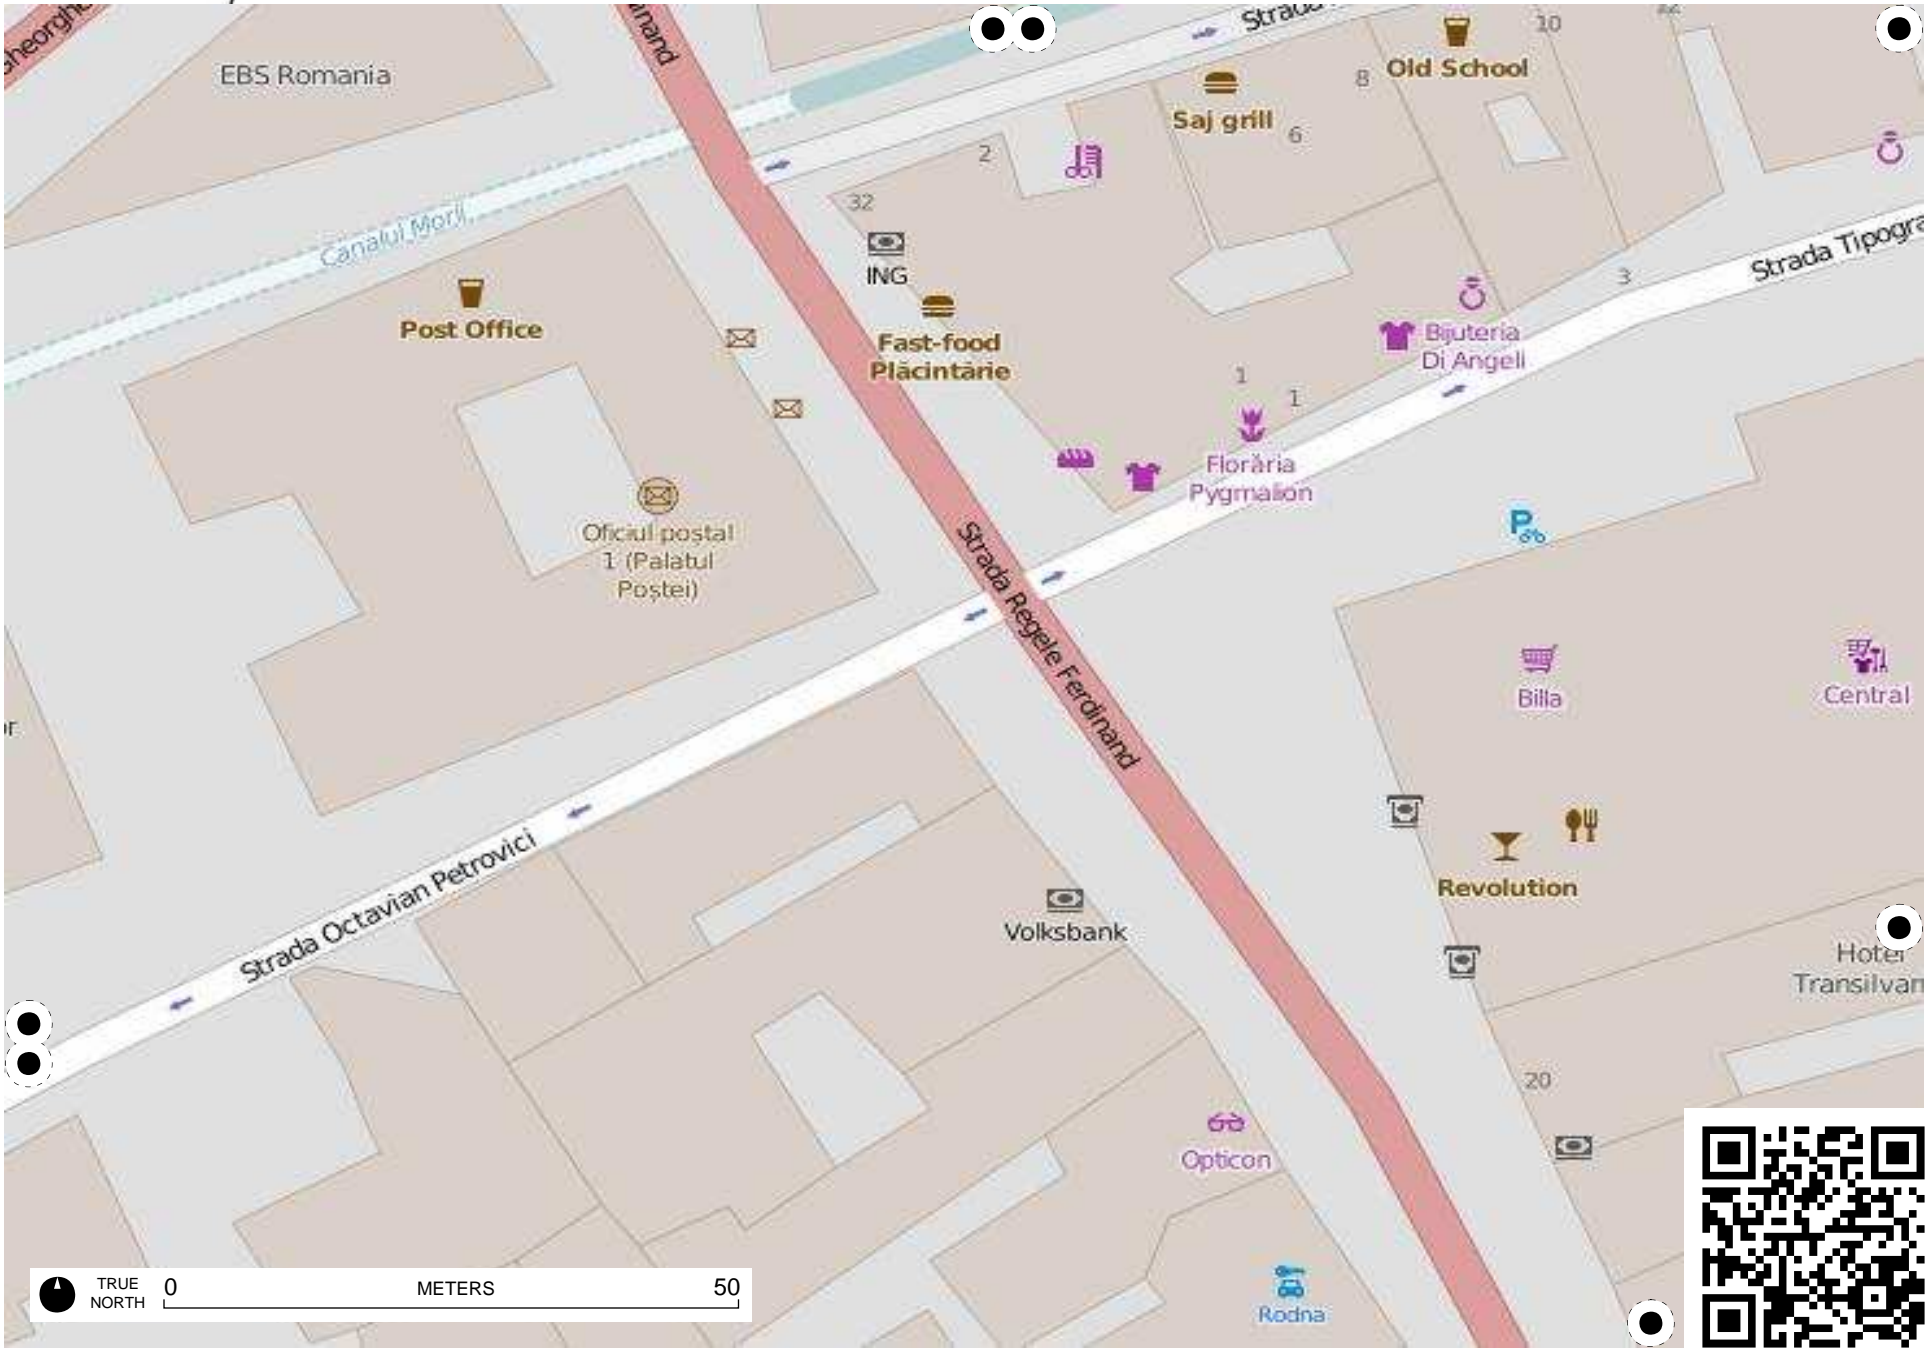 Strada
10
EBS Romania
Old School
8
Saj grill
6
2
32
Canalul Morii
ING
Strada Tipogra
3
Post Office
Fast-food
Plăcintărie
Bijuteria
Di Angeli
1
1
Florăria
Pygmalion
Oficiul poștal
1 (Palatul
Poștei)
P
Strada Regele Ferdinand
Billa
Central
Strada Octavian Petrovici
Revolution
Volksbank
Hotel
Transilvan
20
Opticon
Rodna
TRUE
NORTH
0 METERS 50